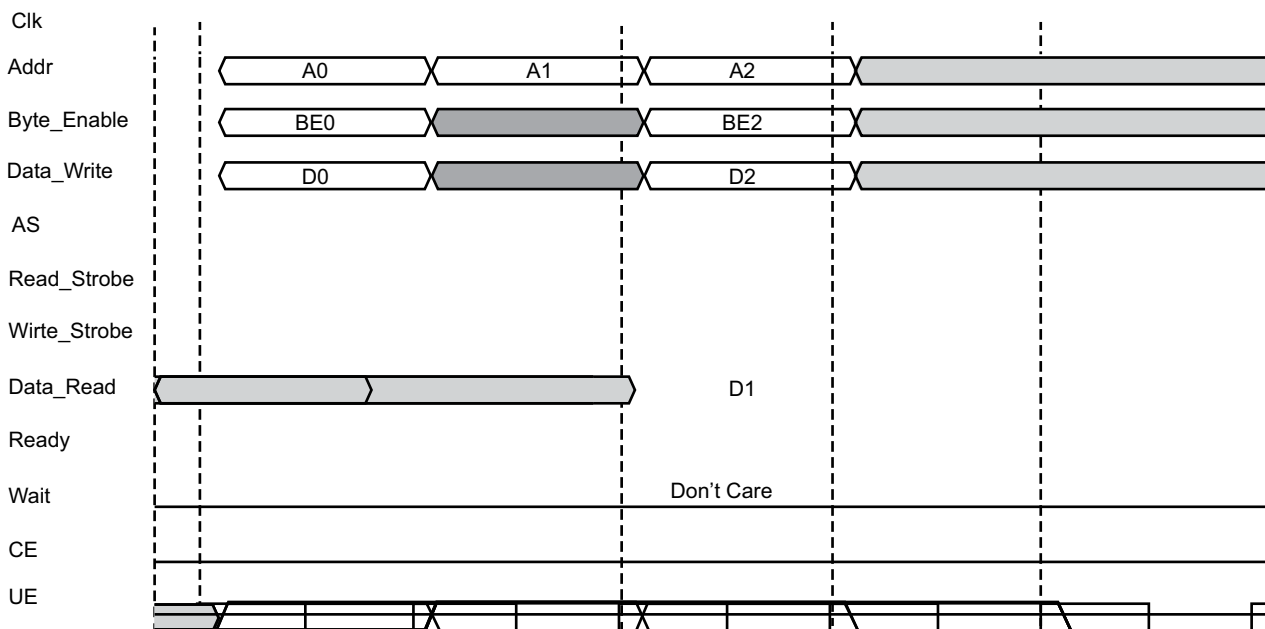 Clk
Addr A0 A1 A2
Byte_Enable BE0 BE2
Data_Write D0 D2
AS
Read_Strobe
Wirte_Strobe
Data_Read D1
Ready
Wait Don't Care
CE
UE